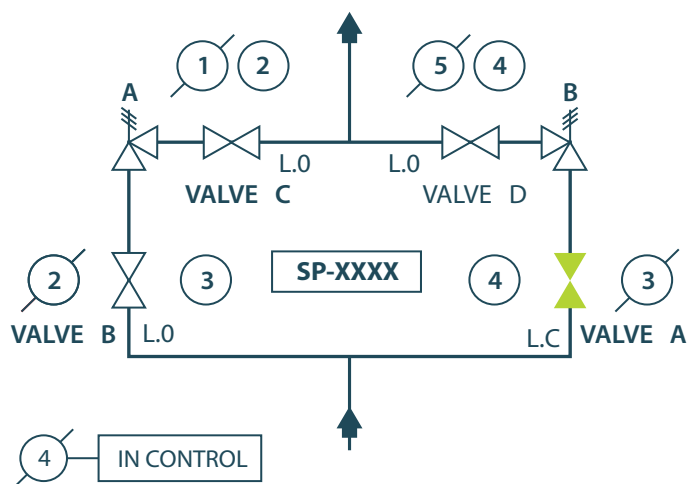 1 2 5 4
A B
L.0 L.0
VALVE C VALVE D
2 3 SP-XXXX 4 3
VALVE B L.0 L.C VALVE A
4 IN CONTROL